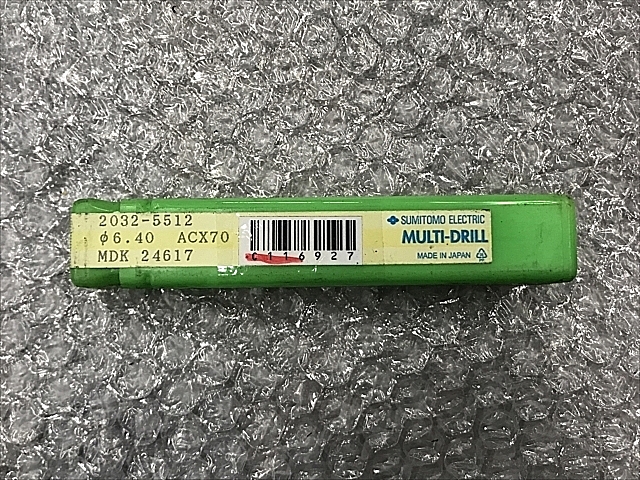 2032-5512
φ6.40 ACX70
MDK 24617
C116927
SUMITOMO ELECTRIC
MULTI-DRILL
MADE IN JAPAN